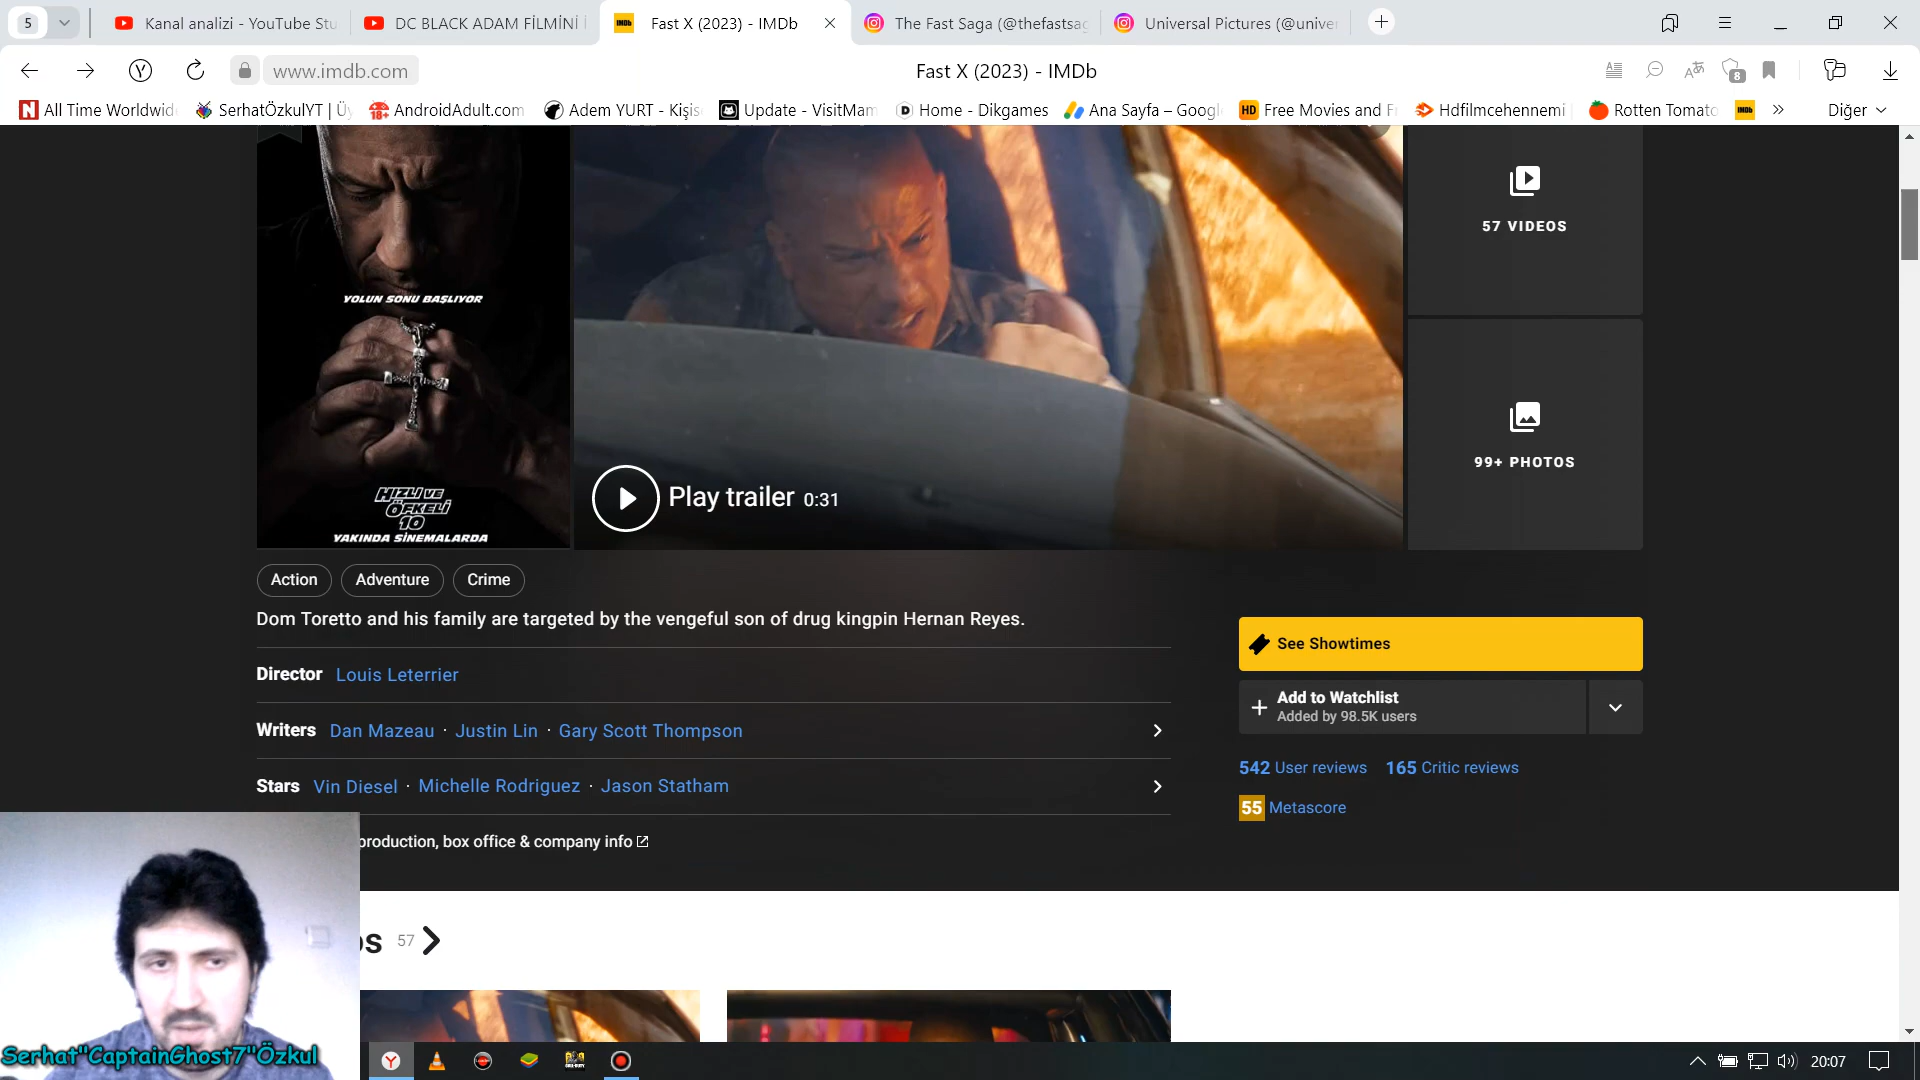 5
Kanal analizi - YouTube Stu
DC BLACK ADAM FİLMİNİ İ
Fast X (2023) - IMDb
The Fast Saga (@thefastsag
Universal Pictures (@univer
www.imdb.com
Fast X (2023) - IMDb
8
All Time Worldwide
SerhatÖzkulYT | Üy
AndroidAdult.com
Adem YURT - Kişis
Update - VisitMam
Home - Dikgames
Ana Sayfa – Google
Free Movies and F
Hdfilmcehennemi
Rotten Tomato
IMDb
Diğer
57 VIDEOS
YOLUN SONU BAŞLIYOR
HIZLI VE
ÖFKELİ
10
YAKINDA SİNEMALARDA
Play trailer 0:31
99+ PHOTOS
Action
Adventure
Crime
Dom Toretto and his family are targeted by the vengeful son of drug kingpin Hernan Reyes.
See Showtimes
Director Louis Leterrier
Add to Watchlist
Added by 98.5K users
Writers Dan Mazeau · Justin Lin · Gary Scott Thompson
542 User reviews 165 Critic reviews
Stars Vin Diesel · Michelle Rodriguez · Jason Statham
55 Metascore
production, box office & company info
os 57
Serhat"CaptainGhost7"Özkul
20:07